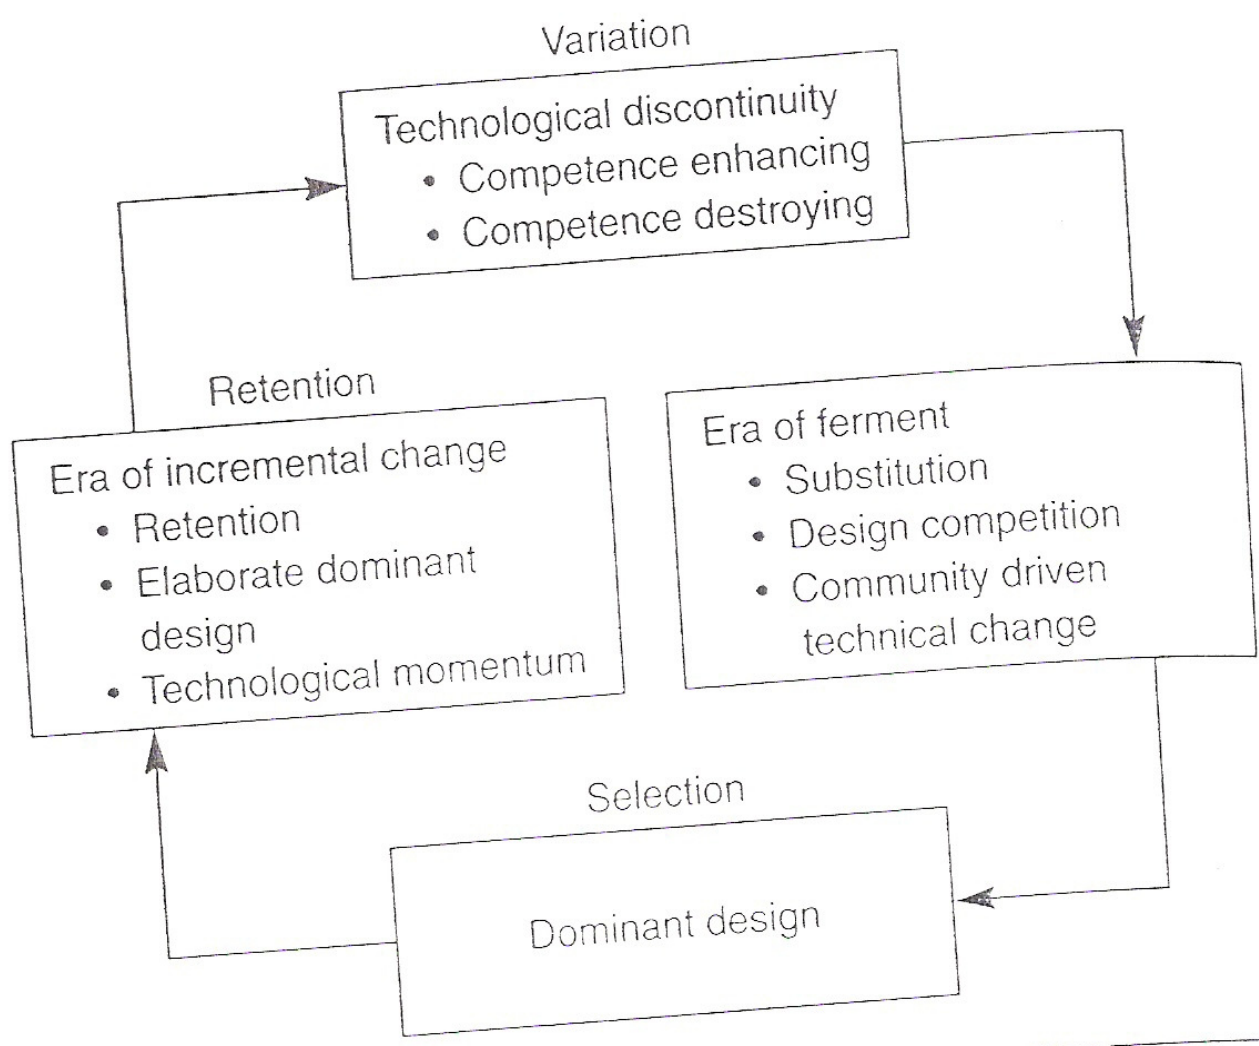 Variation
Technological discontinuity
• Competence enhancing
• Competence destroying
Retention
Era of incremental change
• Retention
• Elaborate dominant
design
• Technological momentum
Era of ferment
• Substitution
• Design competition
• Community driven
technical change
Selection
Dominant design